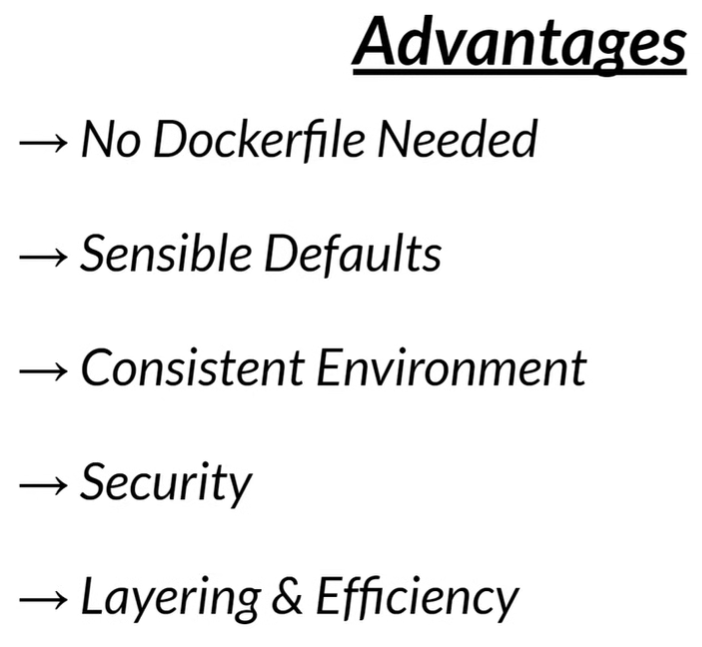 Advantages
→ No Dockerfile Needed
→ Sensible Defaults
→ Consistent Environment
→ Security
→ Layering & Efficiency